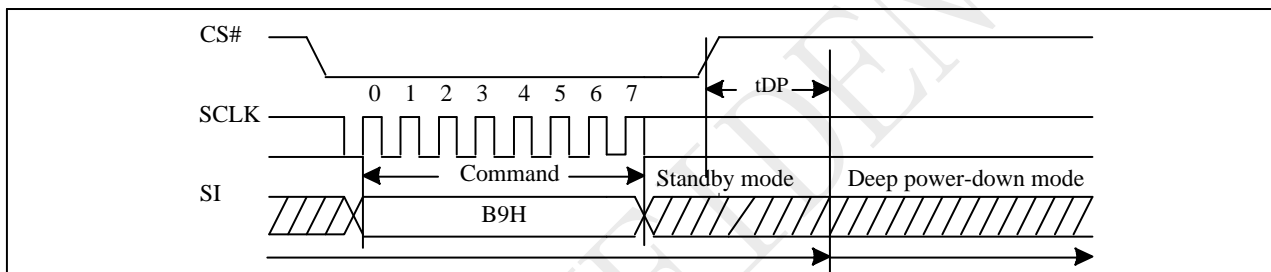 CS#
0 1 2 3 4 5 6 7
tDP
SCLK
Command
Standby mode
Deep power-down mode
SI
B9H